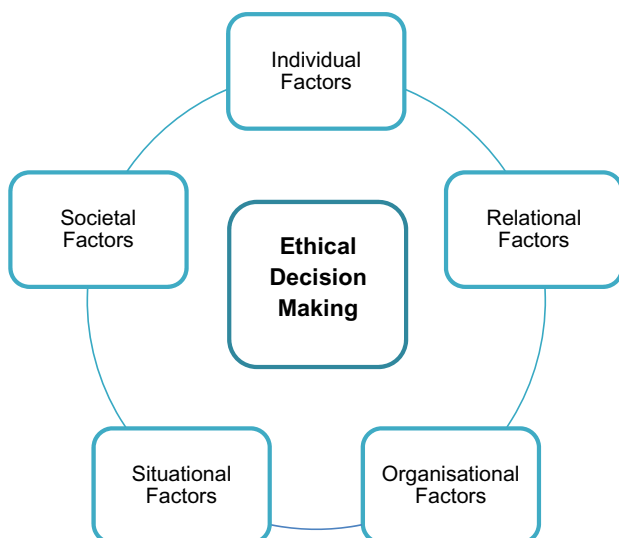 Individual
Factors
Societal
Factors
Relational
Factors
Ethical
Decision
Making
Situational
Factors
Organisational
Factors